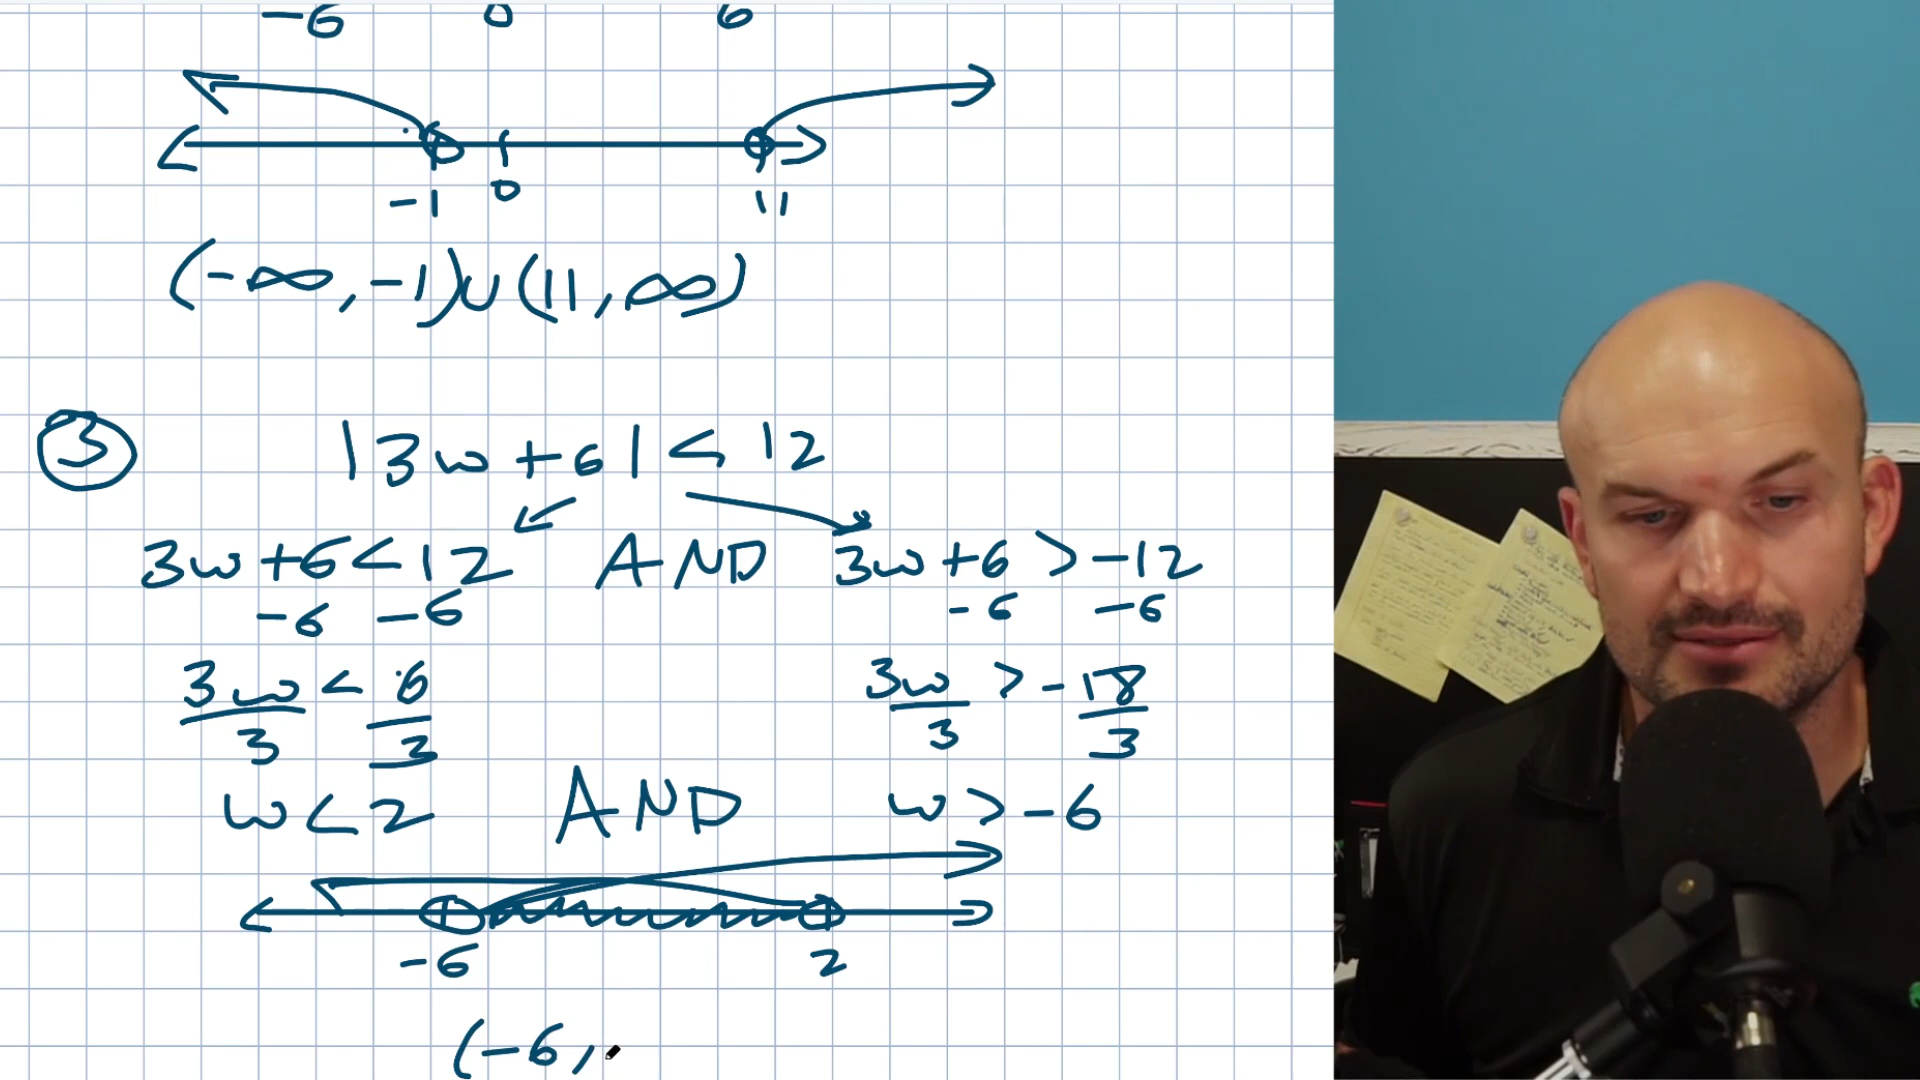 -6 0 6
-1 0 11
(-∞, -1) ∪ (11, ∞)
3 |3w + 6| < 12
3w + 6 < 12 AND 3w + 6 > -12
-6 -6 -6 -6
3w < 6 3w > -18
3 3 3 3
w < 2 AND w > -6
-6 2
(-6,